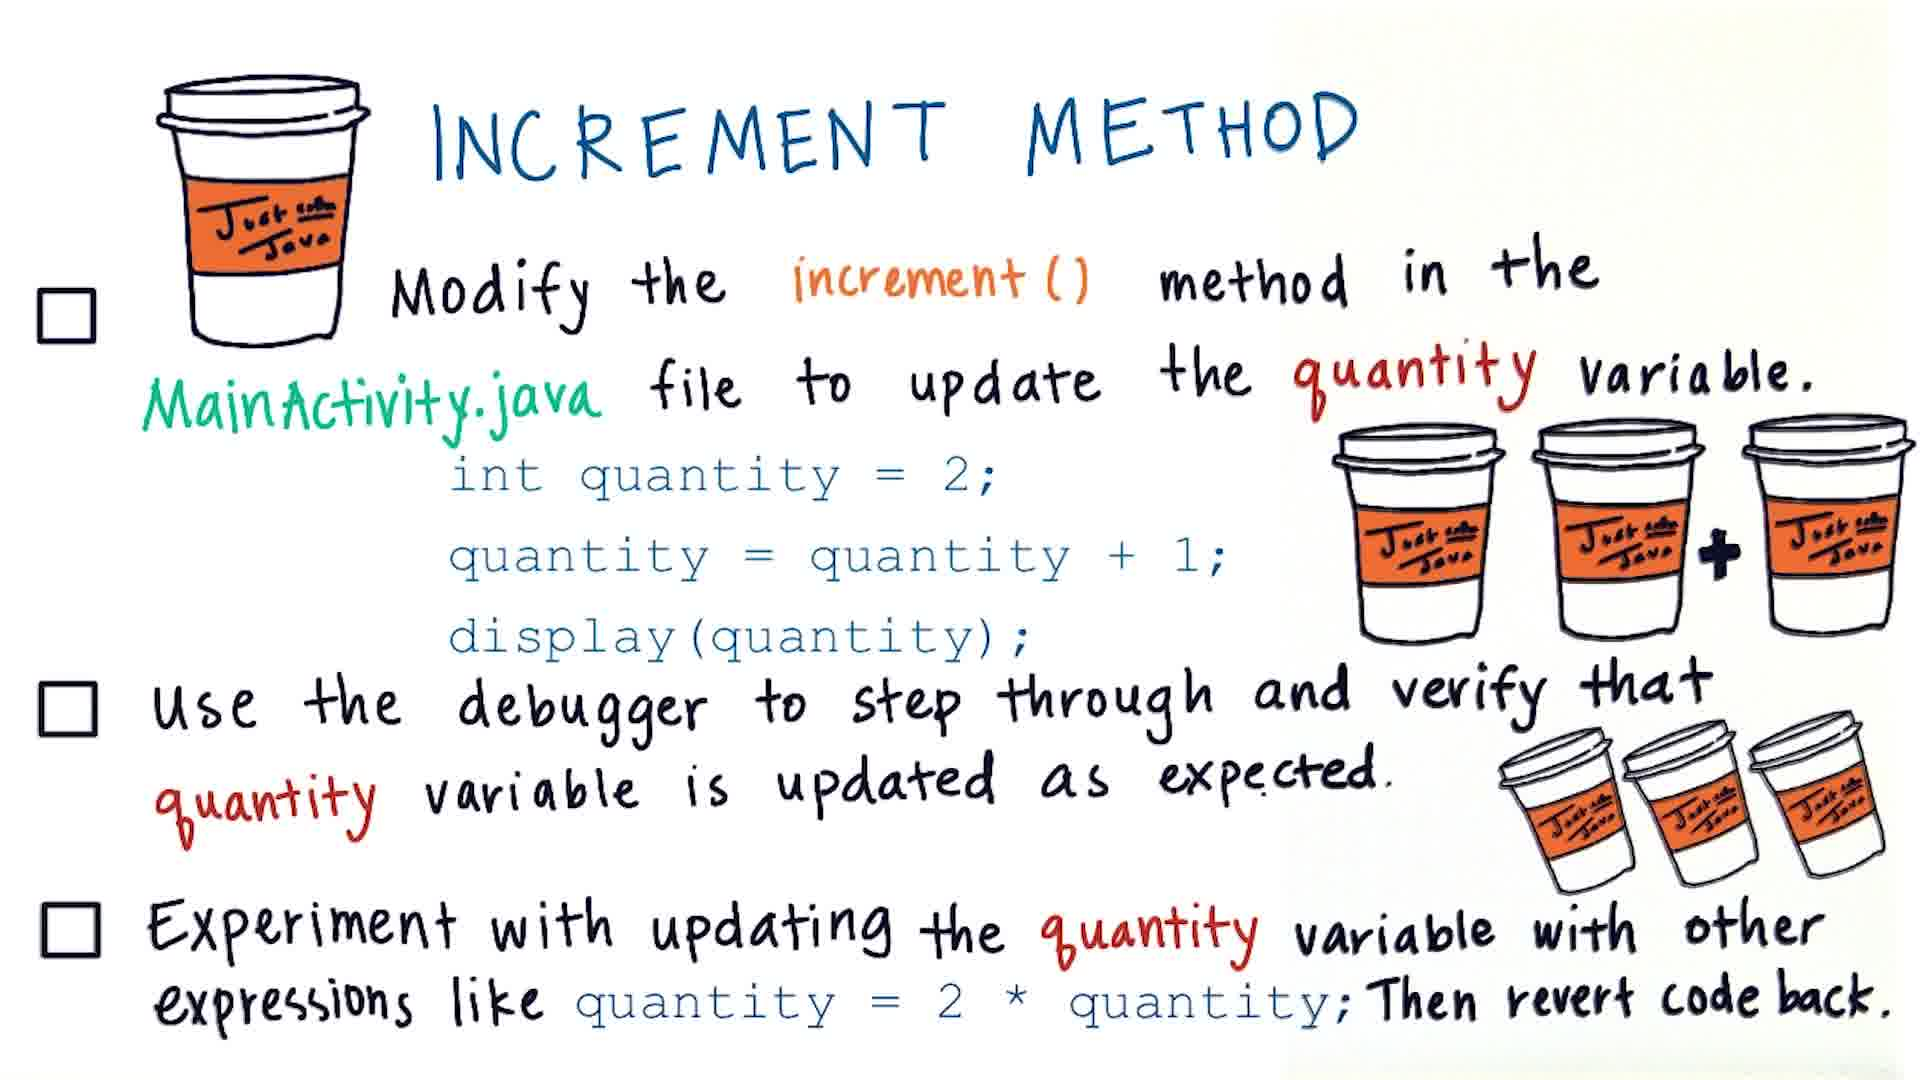 INCREMENT METHOD
Just coffee
Java
Modify the increment() method in the
MainActivity.java file to update the quantity variable.
int quantity = 2;
quantity = quantity + 1;
display(quantity);
Just Java
Just Java
+
Just Java
Use the debugger to step through and verify that
quantity variable is updated as expected.
Just Java
Just Java
Just Java
Experiment with updating the quantity variable with other
expressions like quantity = 2 * quantity; Then revert code back.